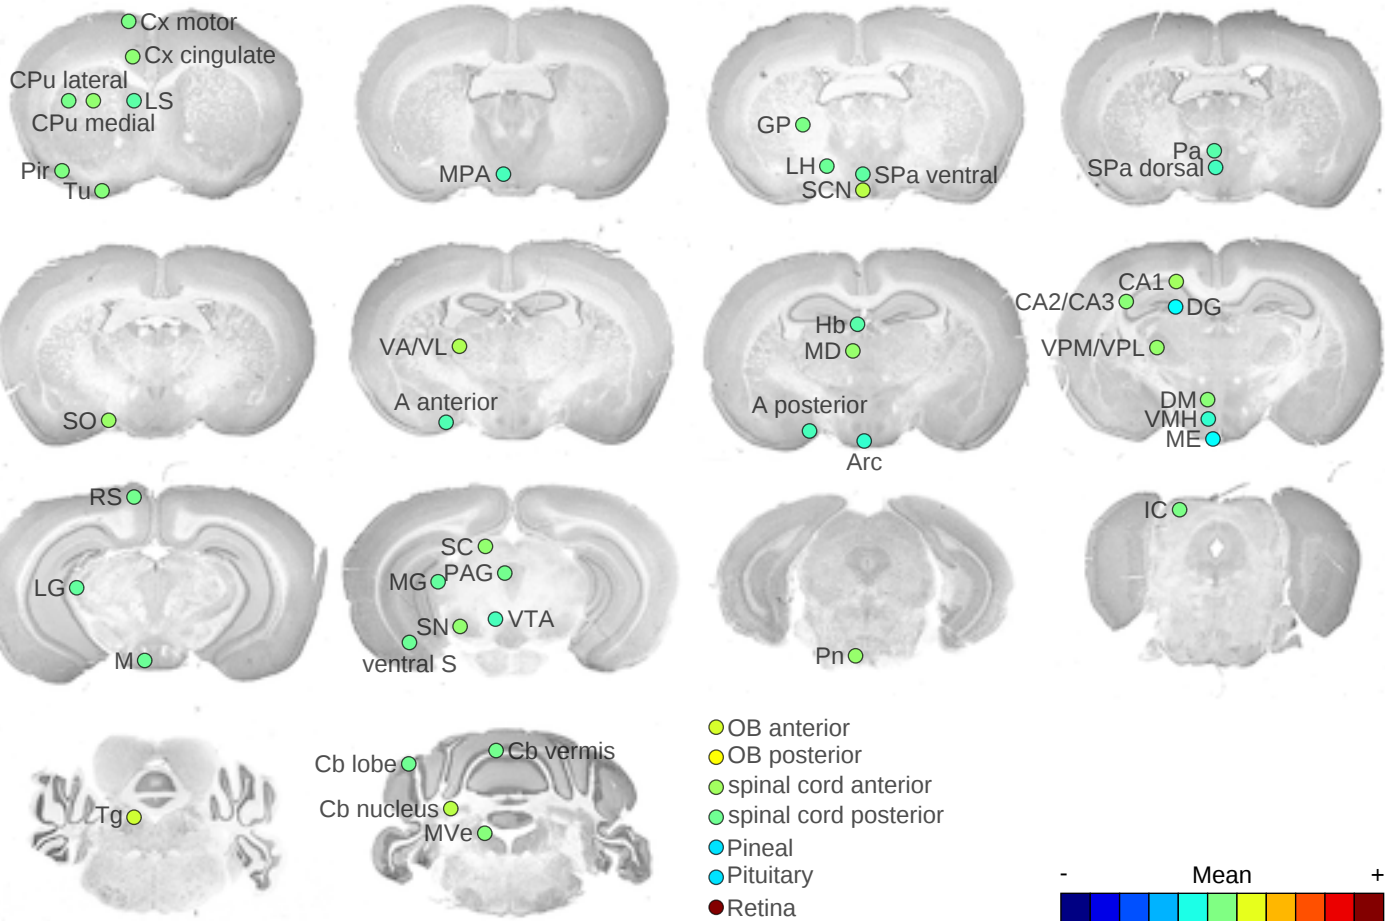 Cx motor
Cx cingulate
CPu lateral
LS
CPu medial
Pir
Tu
MPA
GP
LH
SPa ventral
SCN
Pa
SPa dorsal
SO
VA/VL
A anterior
Hb
MD
A posterior
Arc
CA1
CA2/CA3
DG
VPM/VPL
DM
VMH
ME
RS
LG
M
SC
PAG
MG
VTA
SN
ventral S
Pn
IC
Tg
Cb lobe
Cb vermis
Cb nucleus
MVe
OB anterior
OB posterior
spinal cord anterior
spinal cord posterior
Pineal
Pituitary
Retina
- Mean +